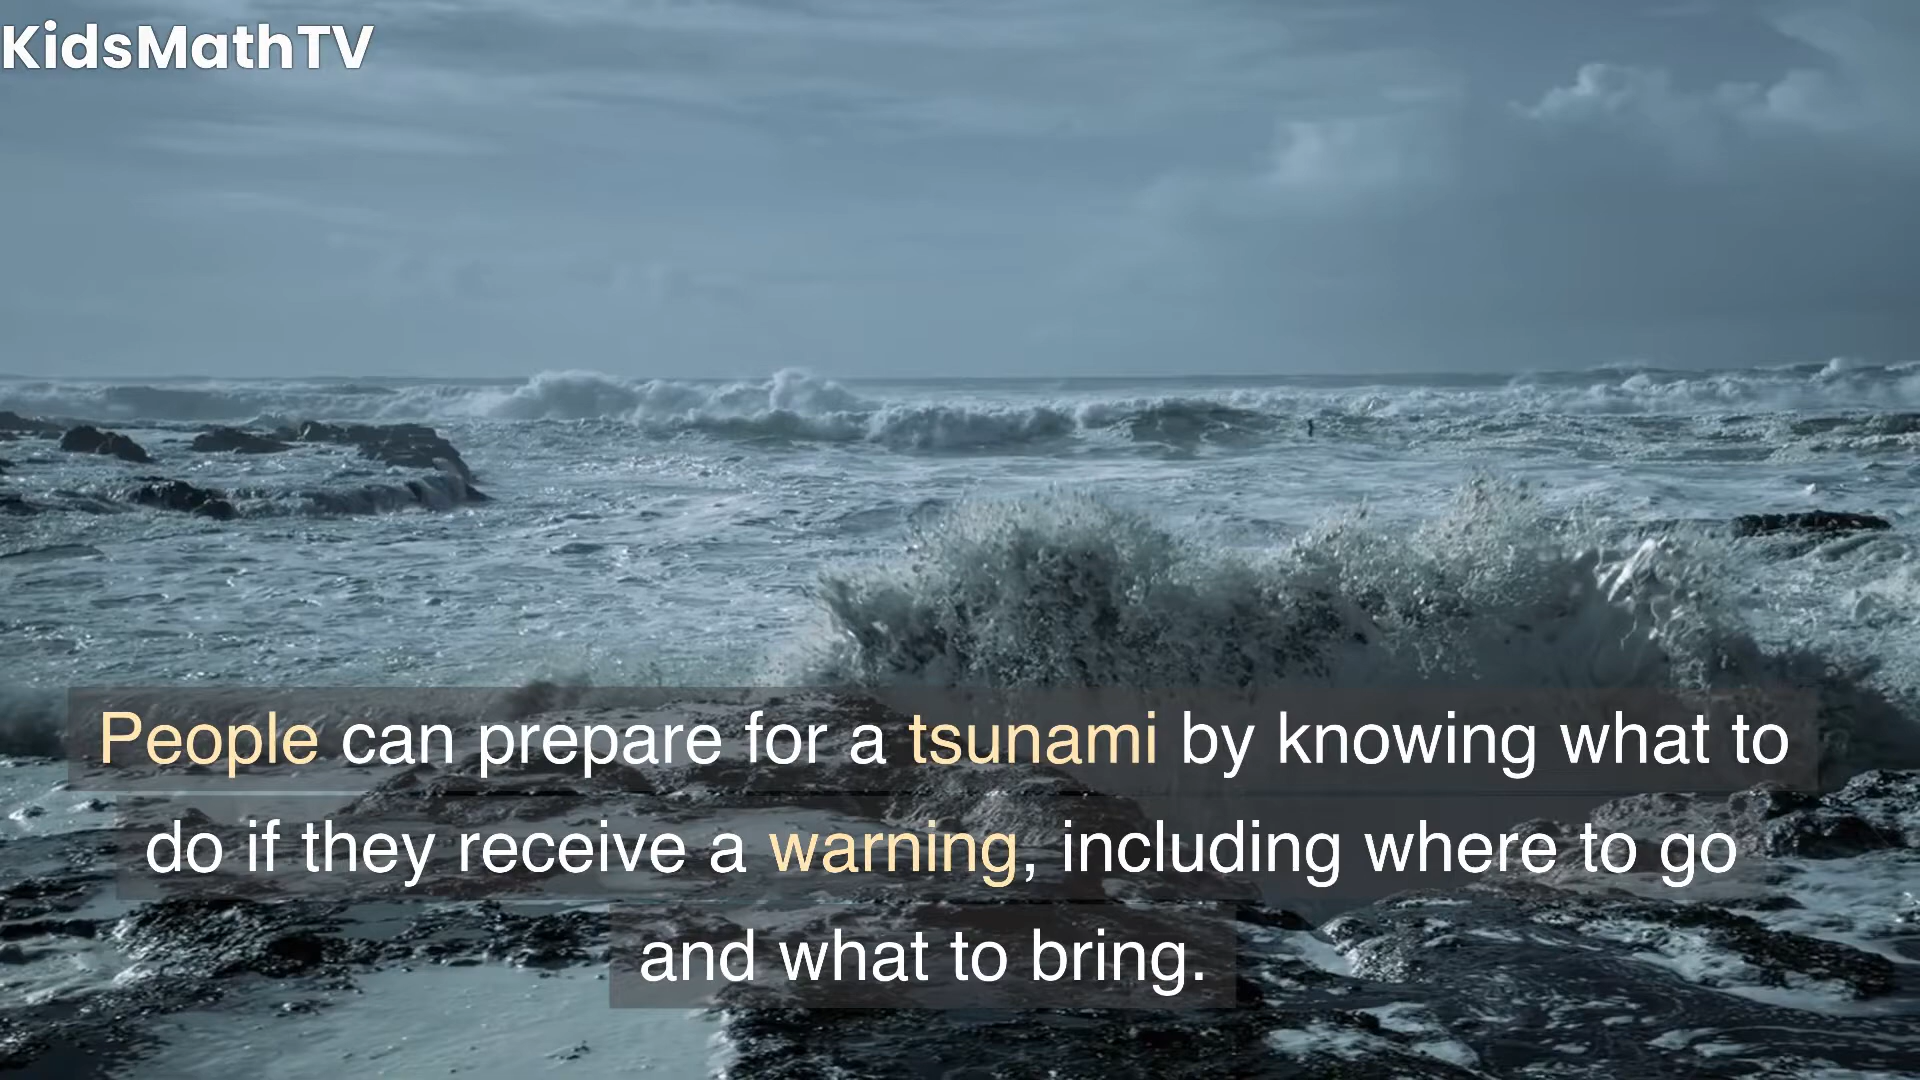 KidsMathTV
People can prepare for a tsunami by knowing what to
do if they receive a warning, including where to go
and what to bring.